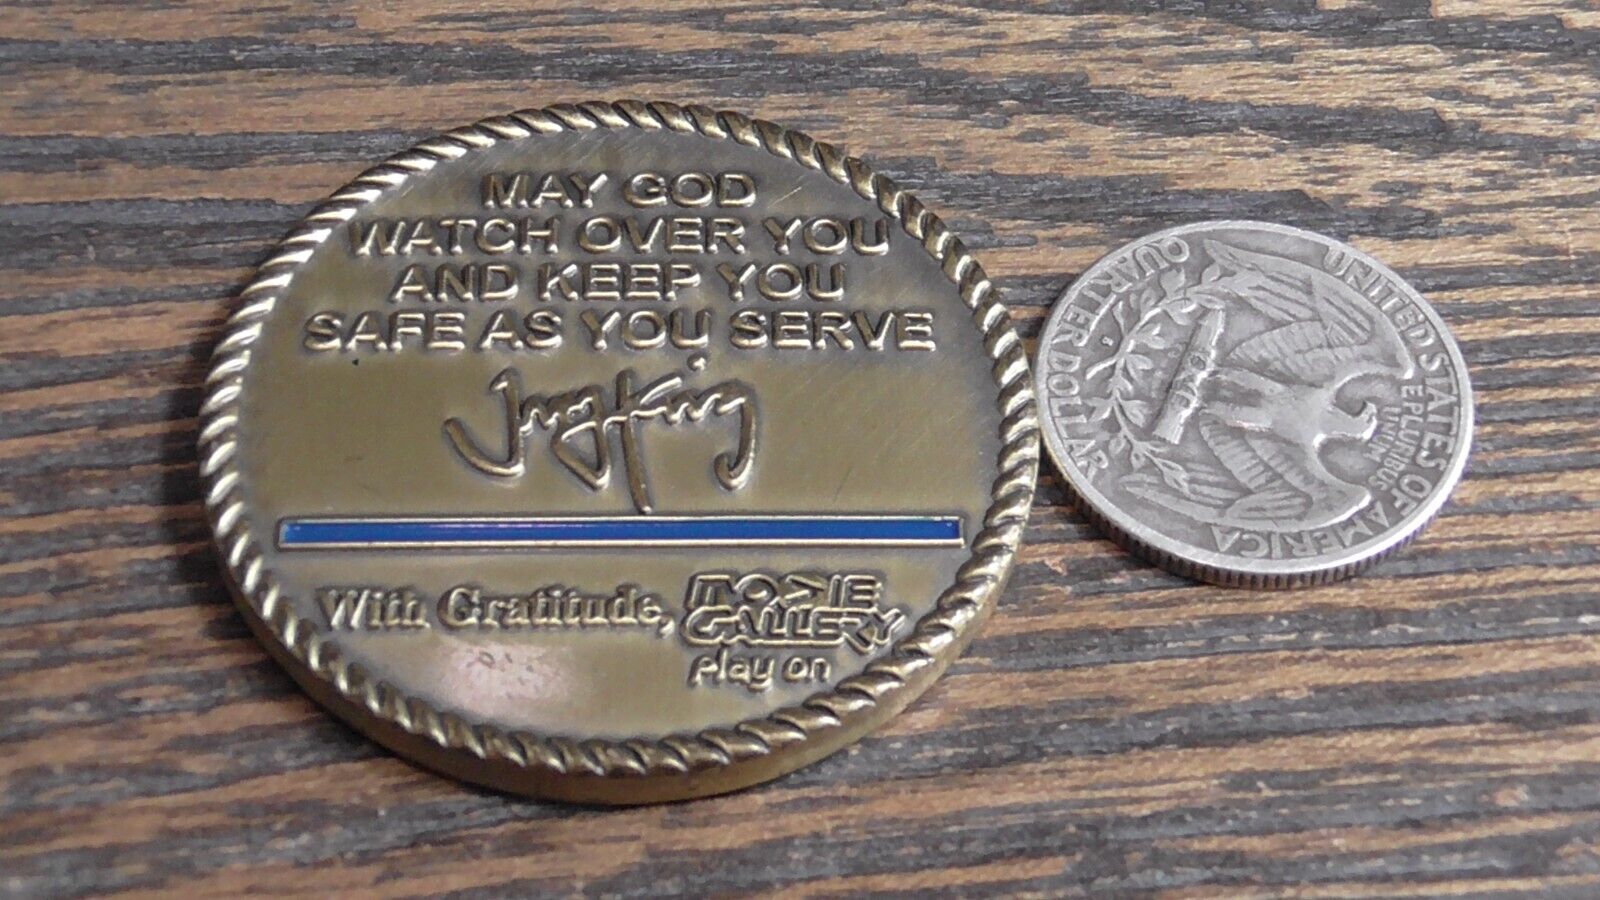 MAY GOD
WATCH OVER YOU
AND KEEP YOU
SAFE AS YOU SERVE
With Gratitude,
MOVIE
GALLERY
play on
UNITED STATES OF AMERICA
E PLURIBUS
UNUM
QUARTER DOLLAR